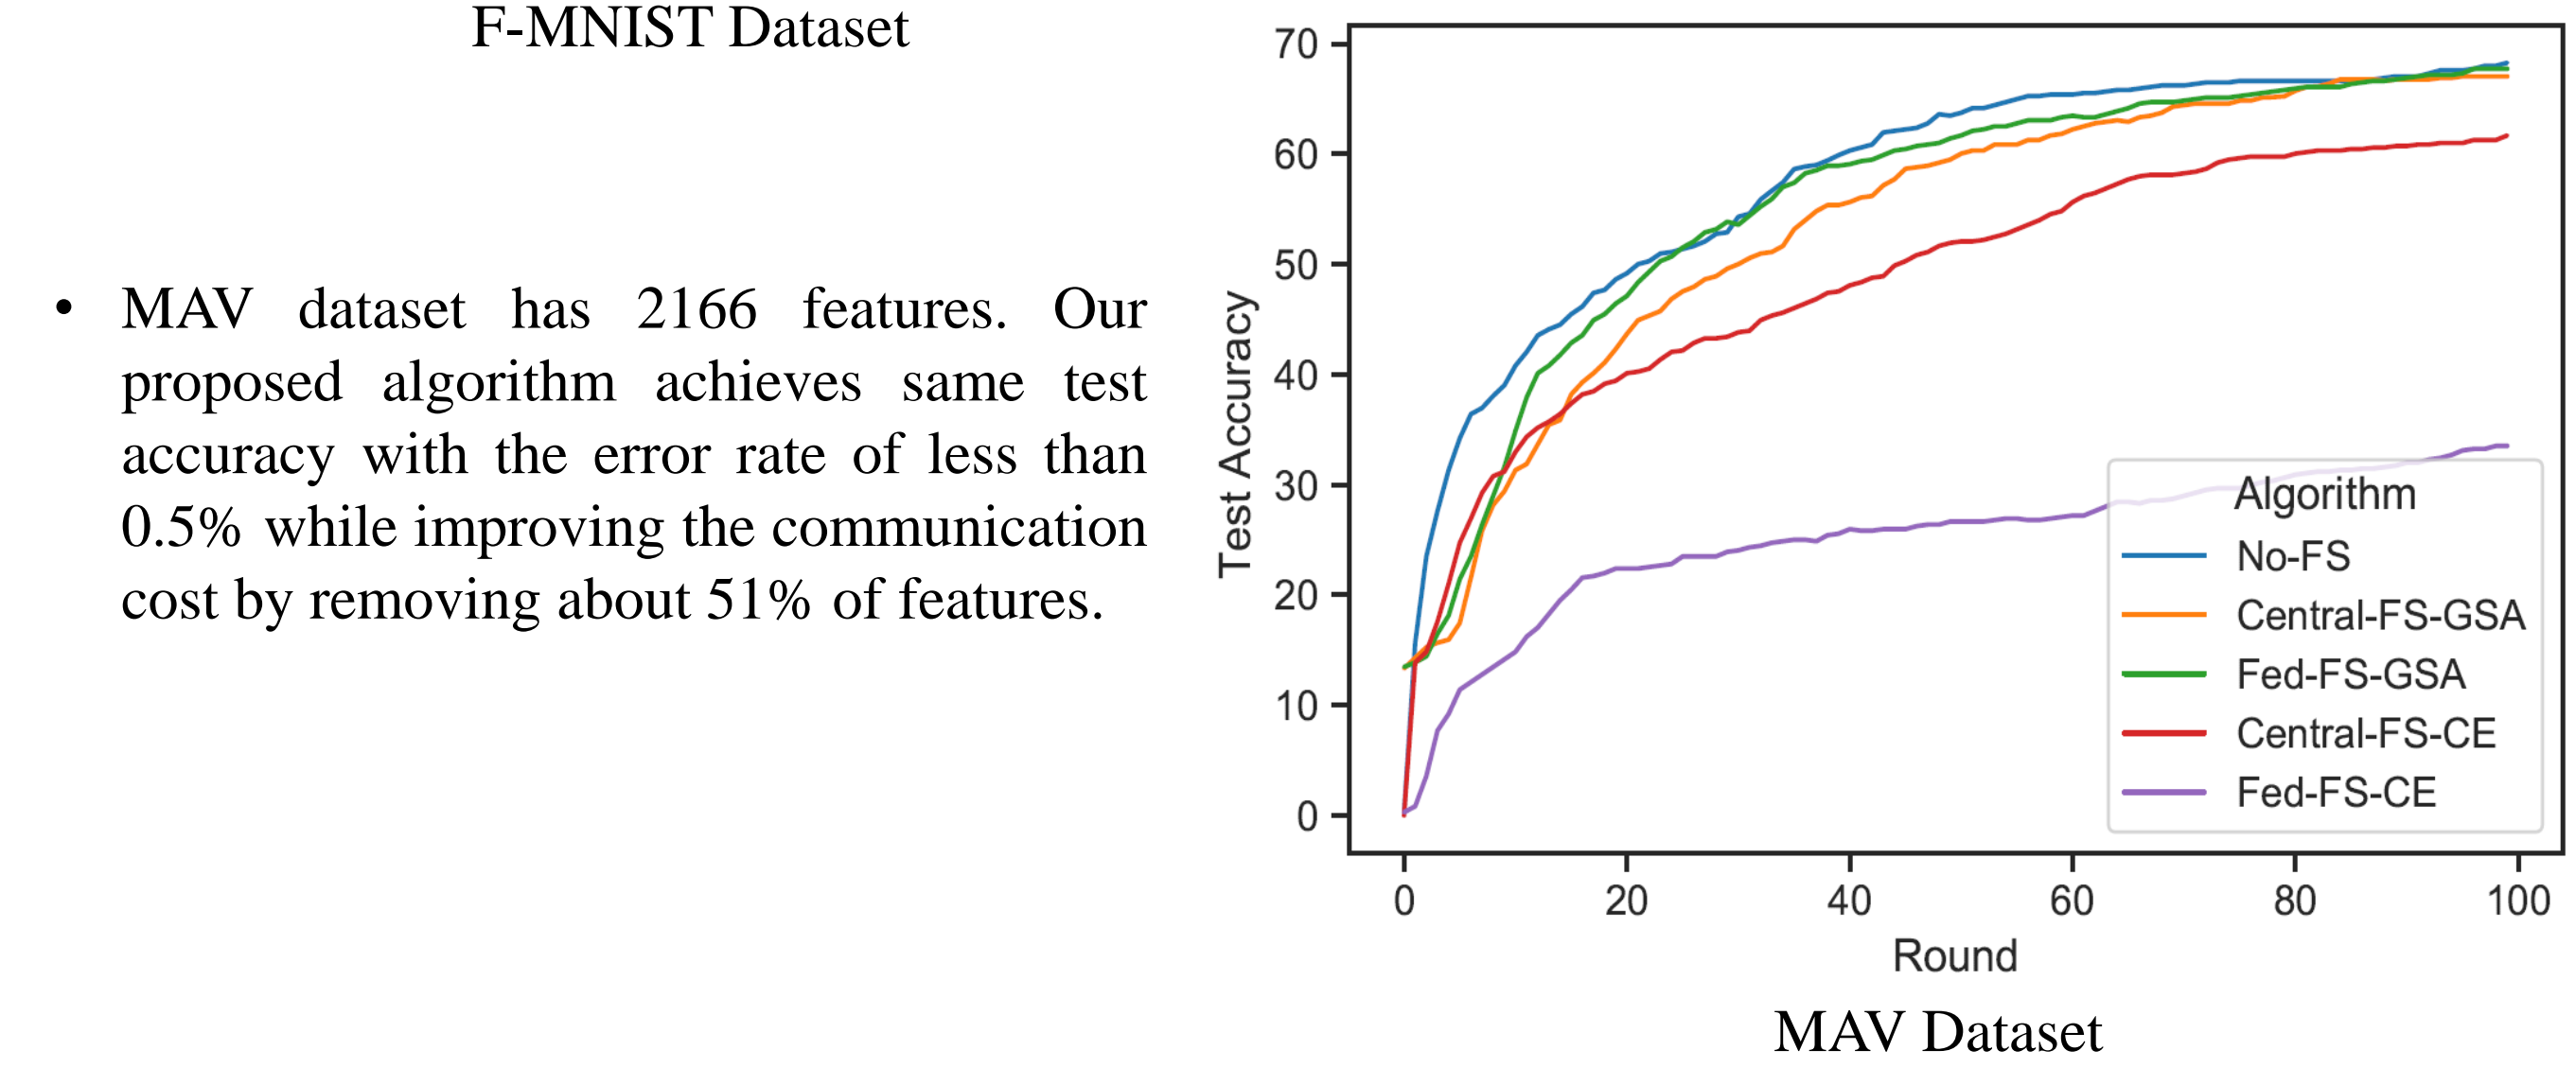 F-MNIST Dataset
• MAV dataset has 2166 features. Our
proposed algorithm achieves same test
accuracy with the error rate of less than
0.5% while improving the communication
cost by removing about 51% of features.
70
60
50
40
30
20
10
0
Test Accuracy
Algorithm
No-FS
Central-FS-GSA
Fed-FS-GSA
Central-FS-CE
Fed-FS-CE
0 20 40 60 80 100
Round
MAV Dataset